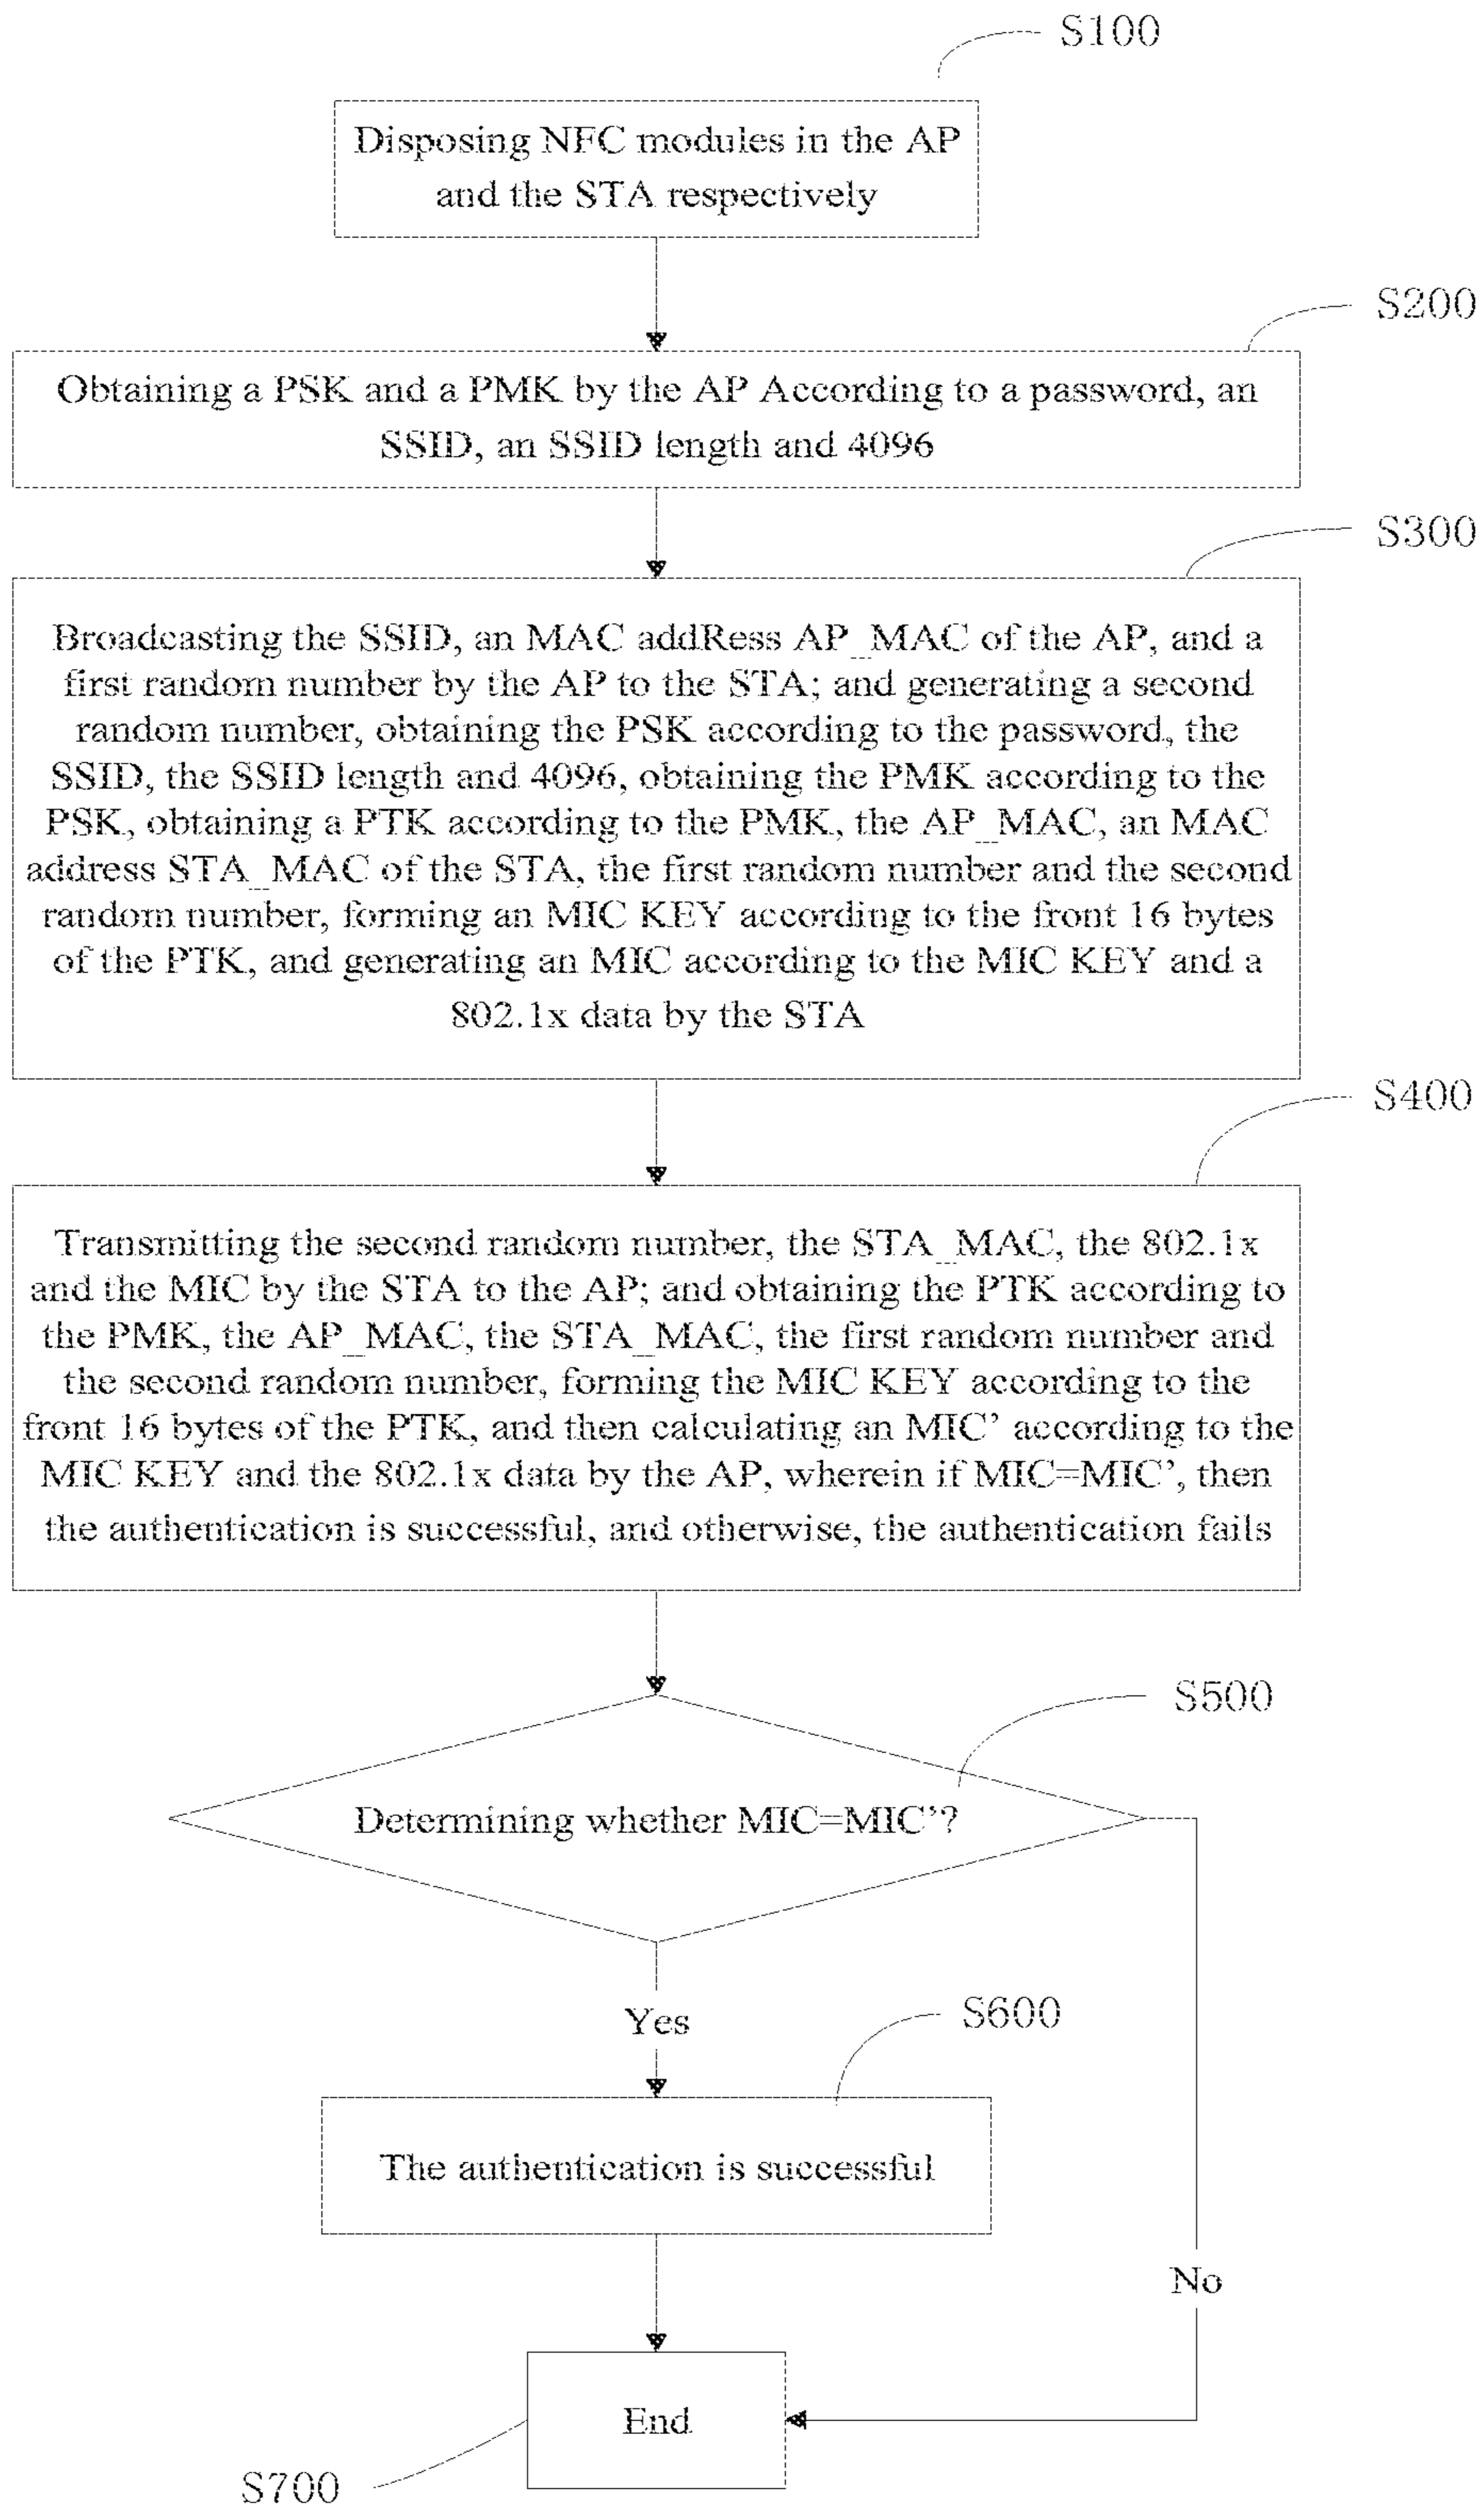 S100
Disposing NFC modules in the AP
and the STA respectively
S200
Obtaining a PSK and a PMK by the AP According to a password, an
SSID, an SSID length and 4096
S300
Broadcasting the SSID, an MAC addRess AP_MAC of the AP, and a
first random number by the AP to the STA; and generating a second
random number, obtaining the PSK according to the password, the
SSID, the SSID length and 4096, obtaining the PMK according to the
PSK, obtaining a PTK according to the PMK, the AP_MAC, an MAC
address STA_MAC of the STA, the first random number and the second
random number, forming an MIC KEY according to the front 16 bytes
of the PTK, and generating an MIC according to the MIC KEY and a
802.1x data by the STA
S400
Transmitting the second random number, the STA_MAC, the 802.1x
and the MIC by the STA to the AP; and obtaining the PTK according to
the PMK, the AP_MAC, the STA_MAC, the first random number and
the second random number, forming the MIC KEY according to the
front 16 bytes of the PTK, and then calculating an MIC’ according to the
MIC KEY and the 802.1x data by the AP, wherein if MIC=MIC’, then
the authentication is successful, and otherwise, the authentication fails
S500
Determining whether MIC=MIC’?
Yes
S600
The authentication is successful
No
End
S700